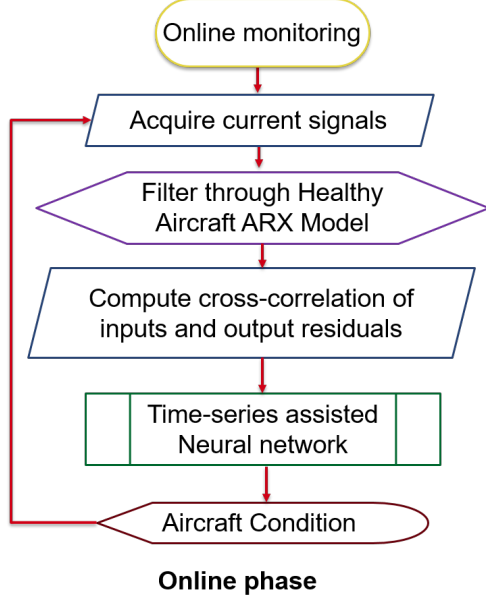 Online monitoring
Acquire current signals
Filter through Healthy
Aircraft ARX Model
Compute cross-correlation of
inputs and output residuals
Time-series assisted
Neural network
Aircraft Condition
Online phase